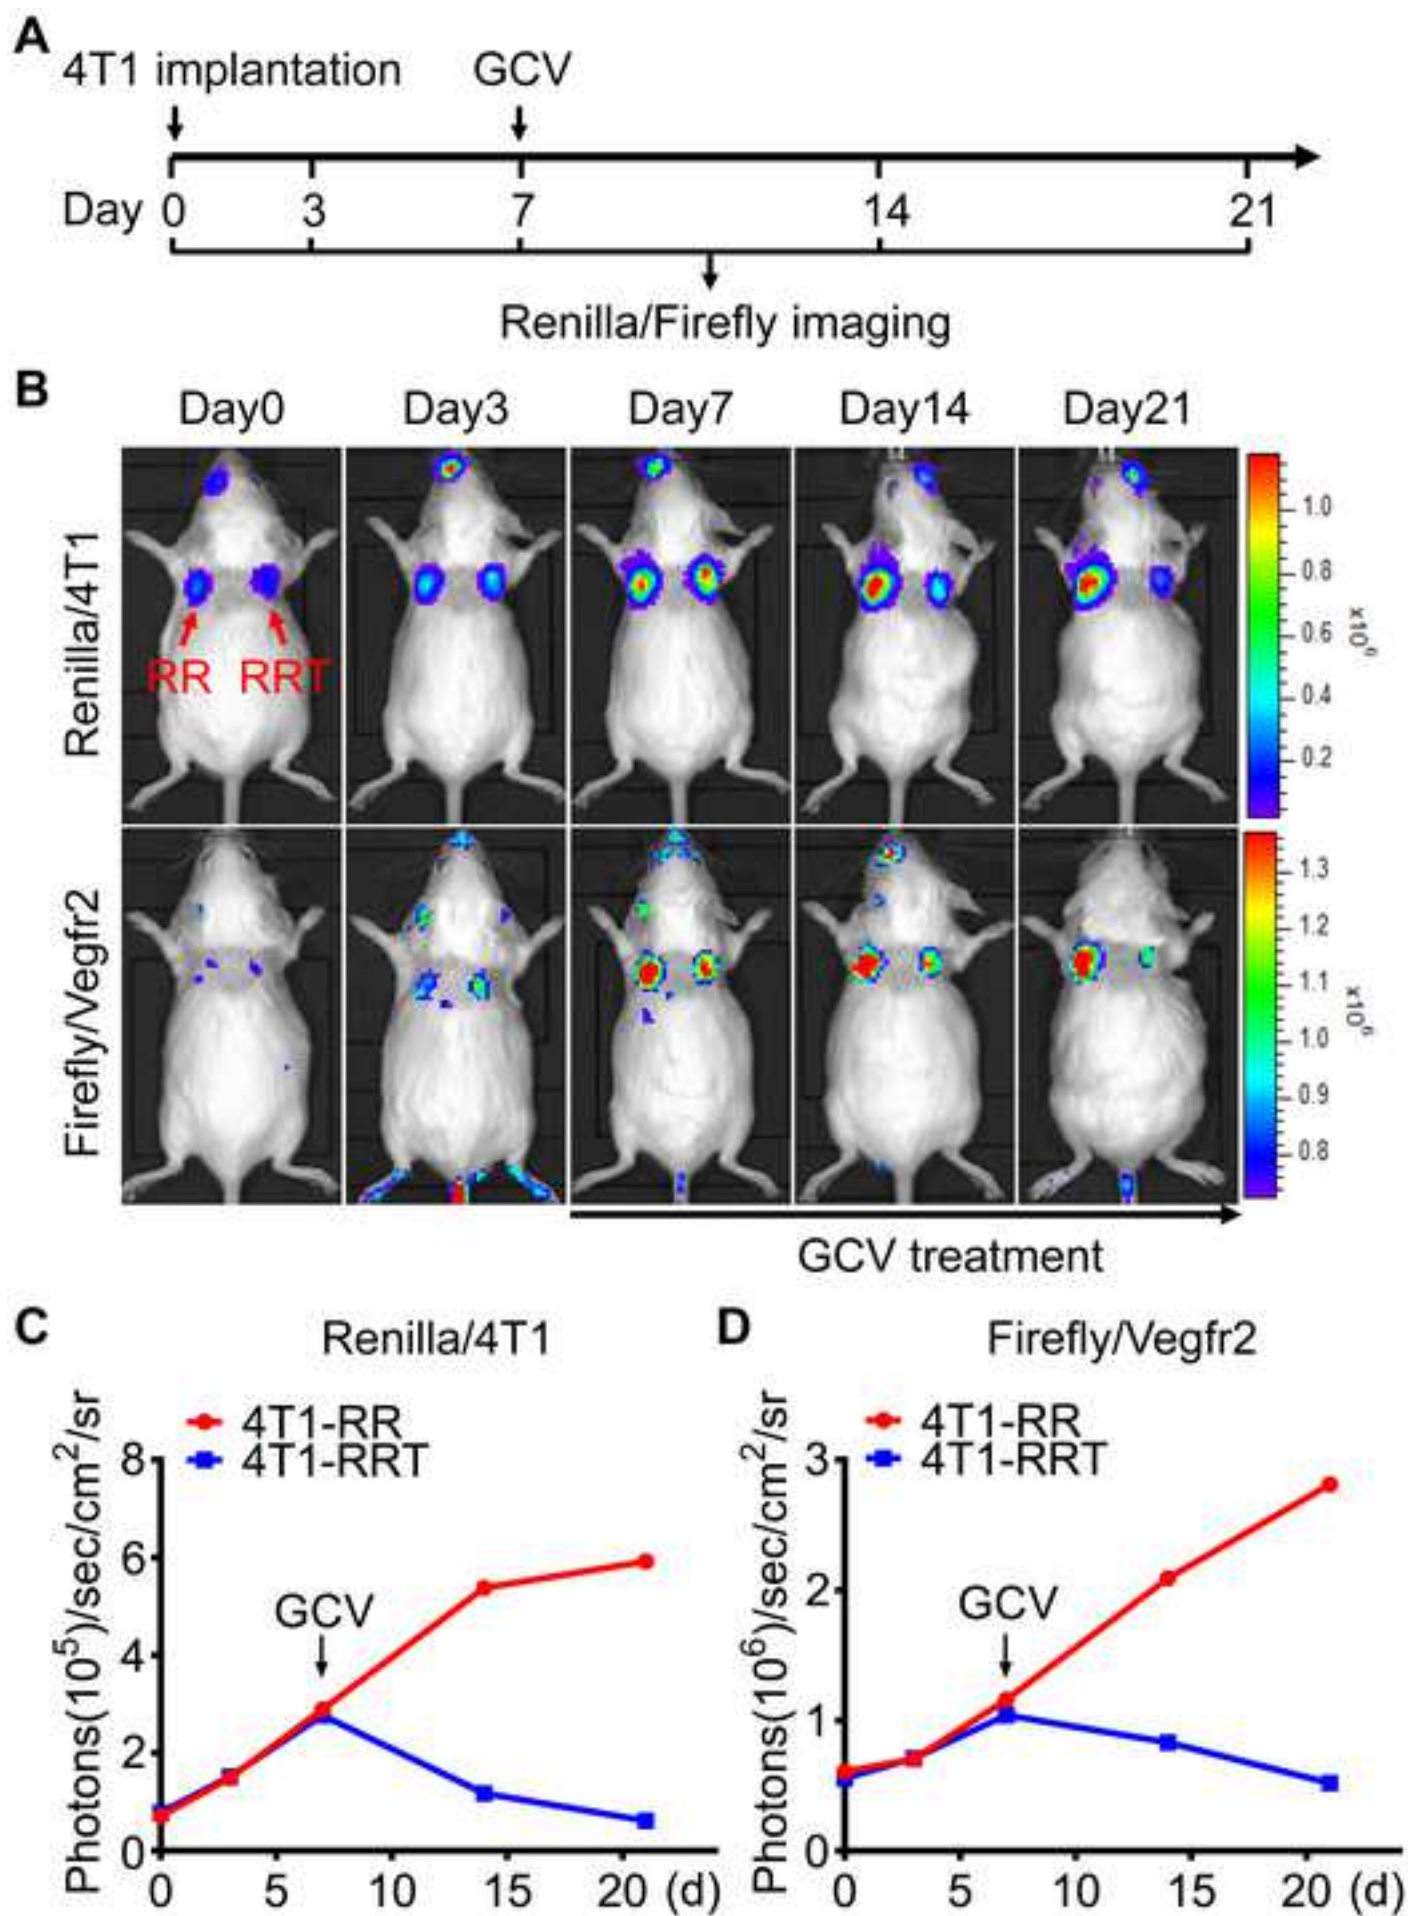 A
4T1 implantation GCV
Day 0 3 7 14 21
Renilla/Firefly imaging
B
Day0 Day3 Day7 Day14 Day21
Renilla/4T1
RR RRT
1.0
0.8
0.6
0.4
0.2
Firefly/Vegfr2
1.3
1.2
1.1
1.0
0.9
0.8
x10⁶
GCV treatment
C
Renilla/4T1
4T1-RR
4T1-RRT
Photons(10⁵)/sec/cm²/sr
8
6
4
2
0
GCV
0 5 10 15 20 (d)
D
Firefly/Vegfr2
4T1-RR
4T1-RRT
Photons(10⁶)/sec/cm²/sr
3
2
1
0
GCV
0 5 10 15 20 (d)